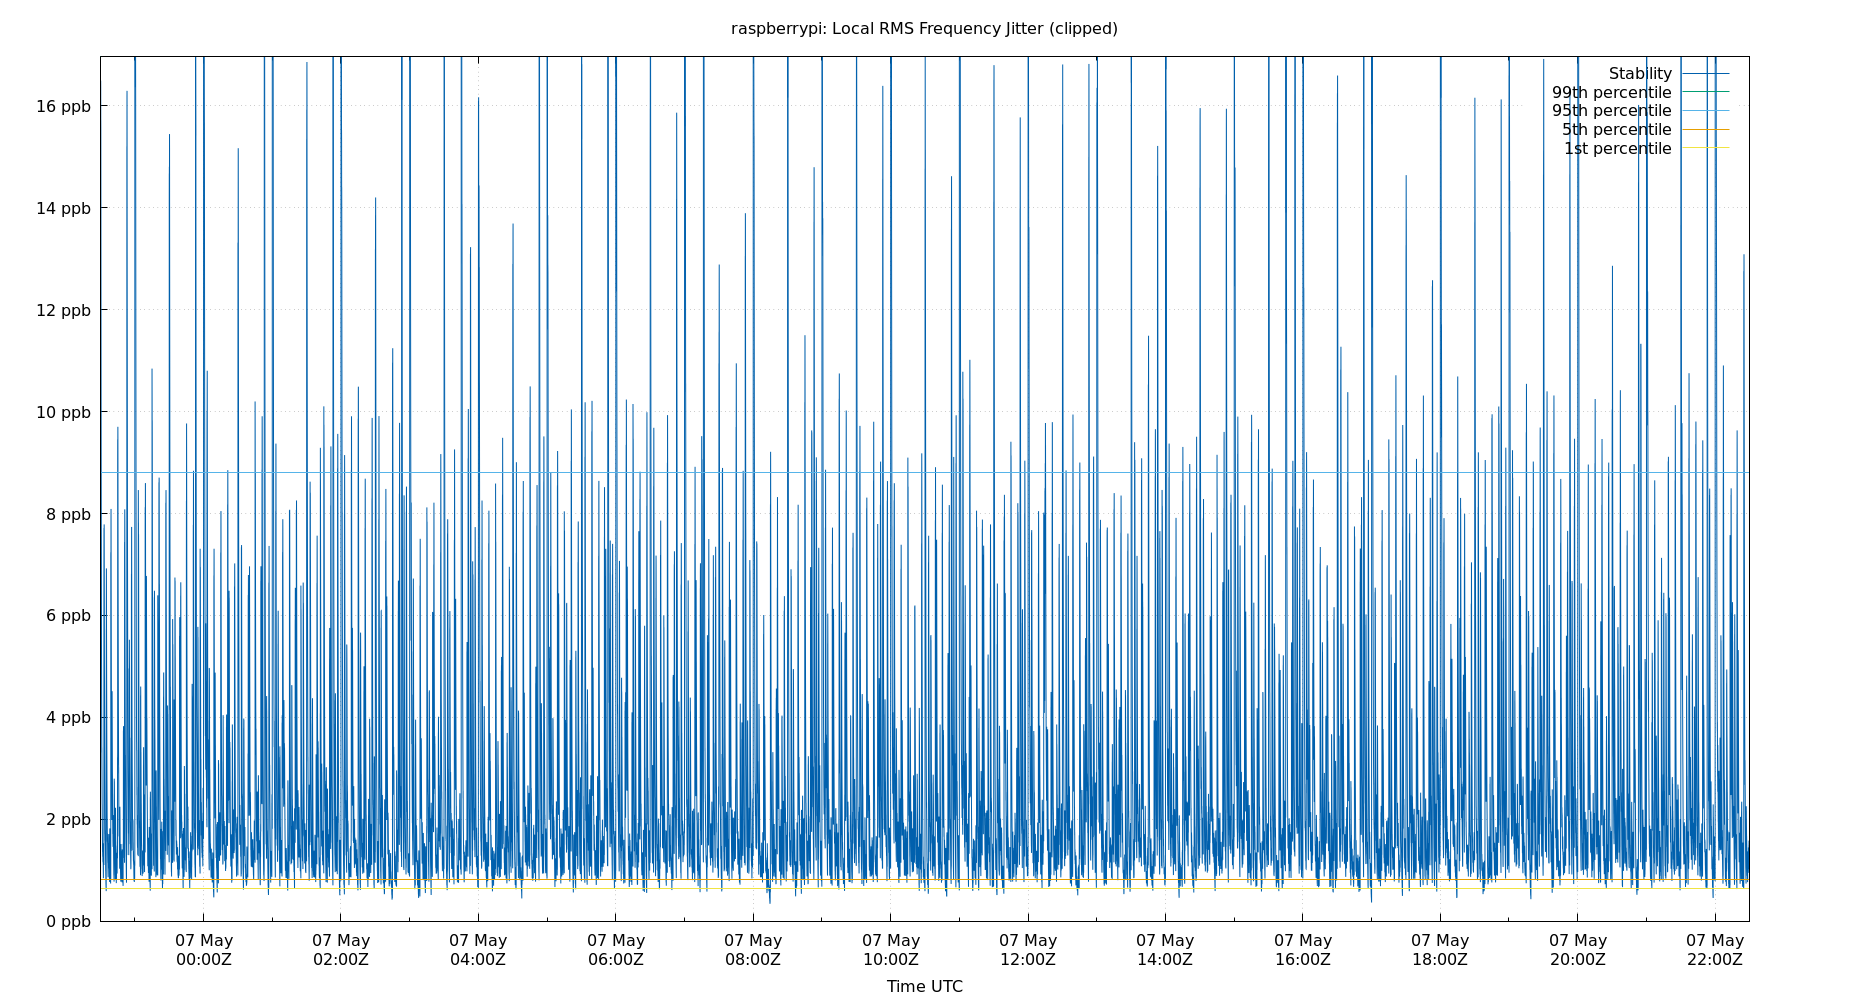 raspberrypi: Local RMS Frequency Jitter (clipped)
Stability
99th percentile
95th percentile
5th percentile
1st percentile
16 ppb
14 ppb
12 ppb
10 ppb
8 ppb
6 ppb
4 ppb
2 ppb
0 ppb
07 May 07 May 07 May 07 May 07 May 07 May 07 May 07 May 07 May 07 May 07 May 07 May
00:00Z 02:00Z 04:00Z 06:00Z 08:00Z 10:00Z 12:00Z 14:00Z 16:00Z 18:00Z 20:00Z 22:00Z
Time UTC